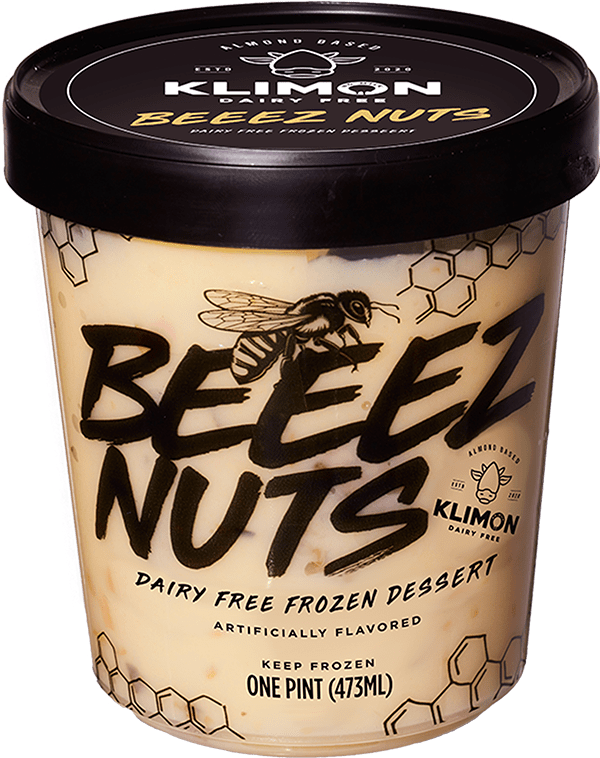 ALMOND BASED
ESTD 2020
KLIMON
DAIRY FREE
BEEEZ NUTS
DAIRY FREE FROZEN DESSERT
BEEEZ
NUTS
ALMOND BASED
ESTD 2020
KLIMON
DAIRY FREE
DAIRY FREE FROZEN DESSERT
ARTIFICIALLY FLAVORED
KEEP FROZEN
ONE PINT (473ML)